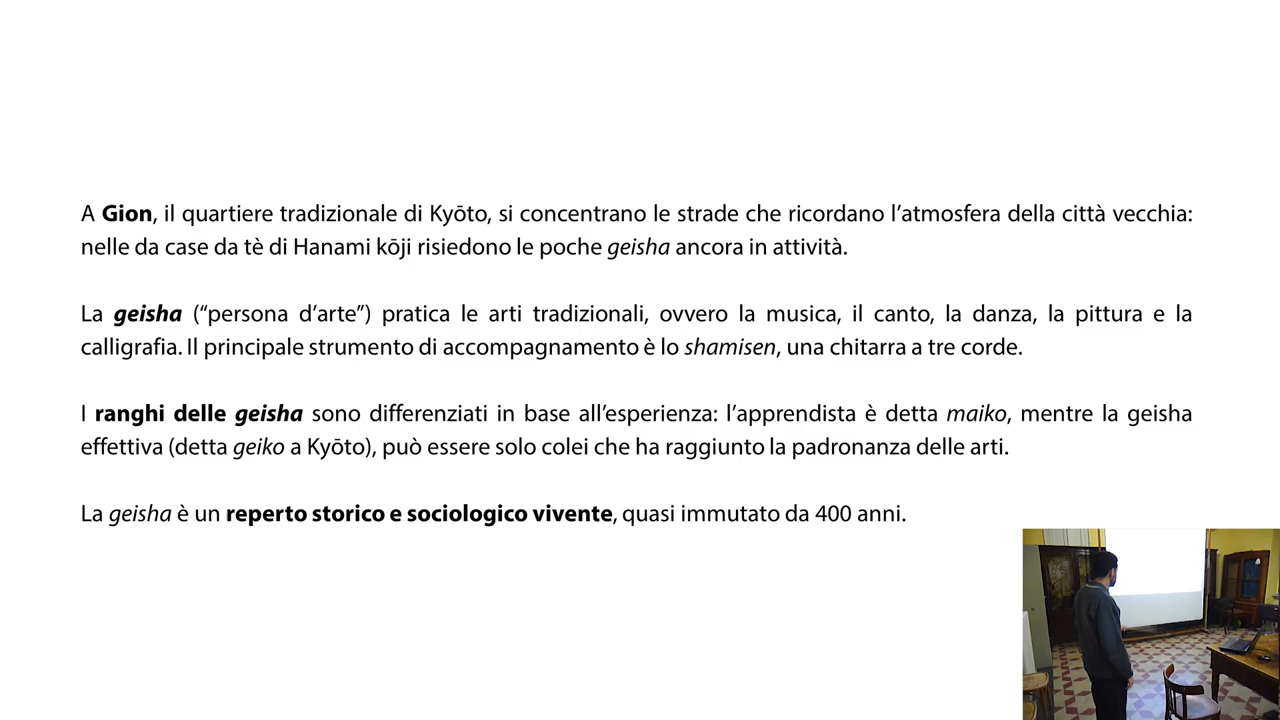 A Gion, il quartiere tradizionale di Kyōto, si concentrano le strade che ricordano l’atmosfera della città vecchia:
nelle da case da tè di Hanami kōji risiedono le poche geisha ancora in attività.
La geisha (“persona d’arte”) pratica le arti tradizionali, ovvero la musica, il canto, la danza, la pittura e la
calligrafia. Il principale strumento di accompagnamento è lo shamisen, una chitarra a tre corde.
I ranghi delle geisha sono differenziati in base all’esperienza: l’apprendista è detta maiko, mentre la geisha
effettiva (detta geiko a Kyōto), può essere solo colei che ha raggiunto la padronanza delle arti.
La geisha è un reperto storico e sociologico vivente, quasi immutato da 400 anni.